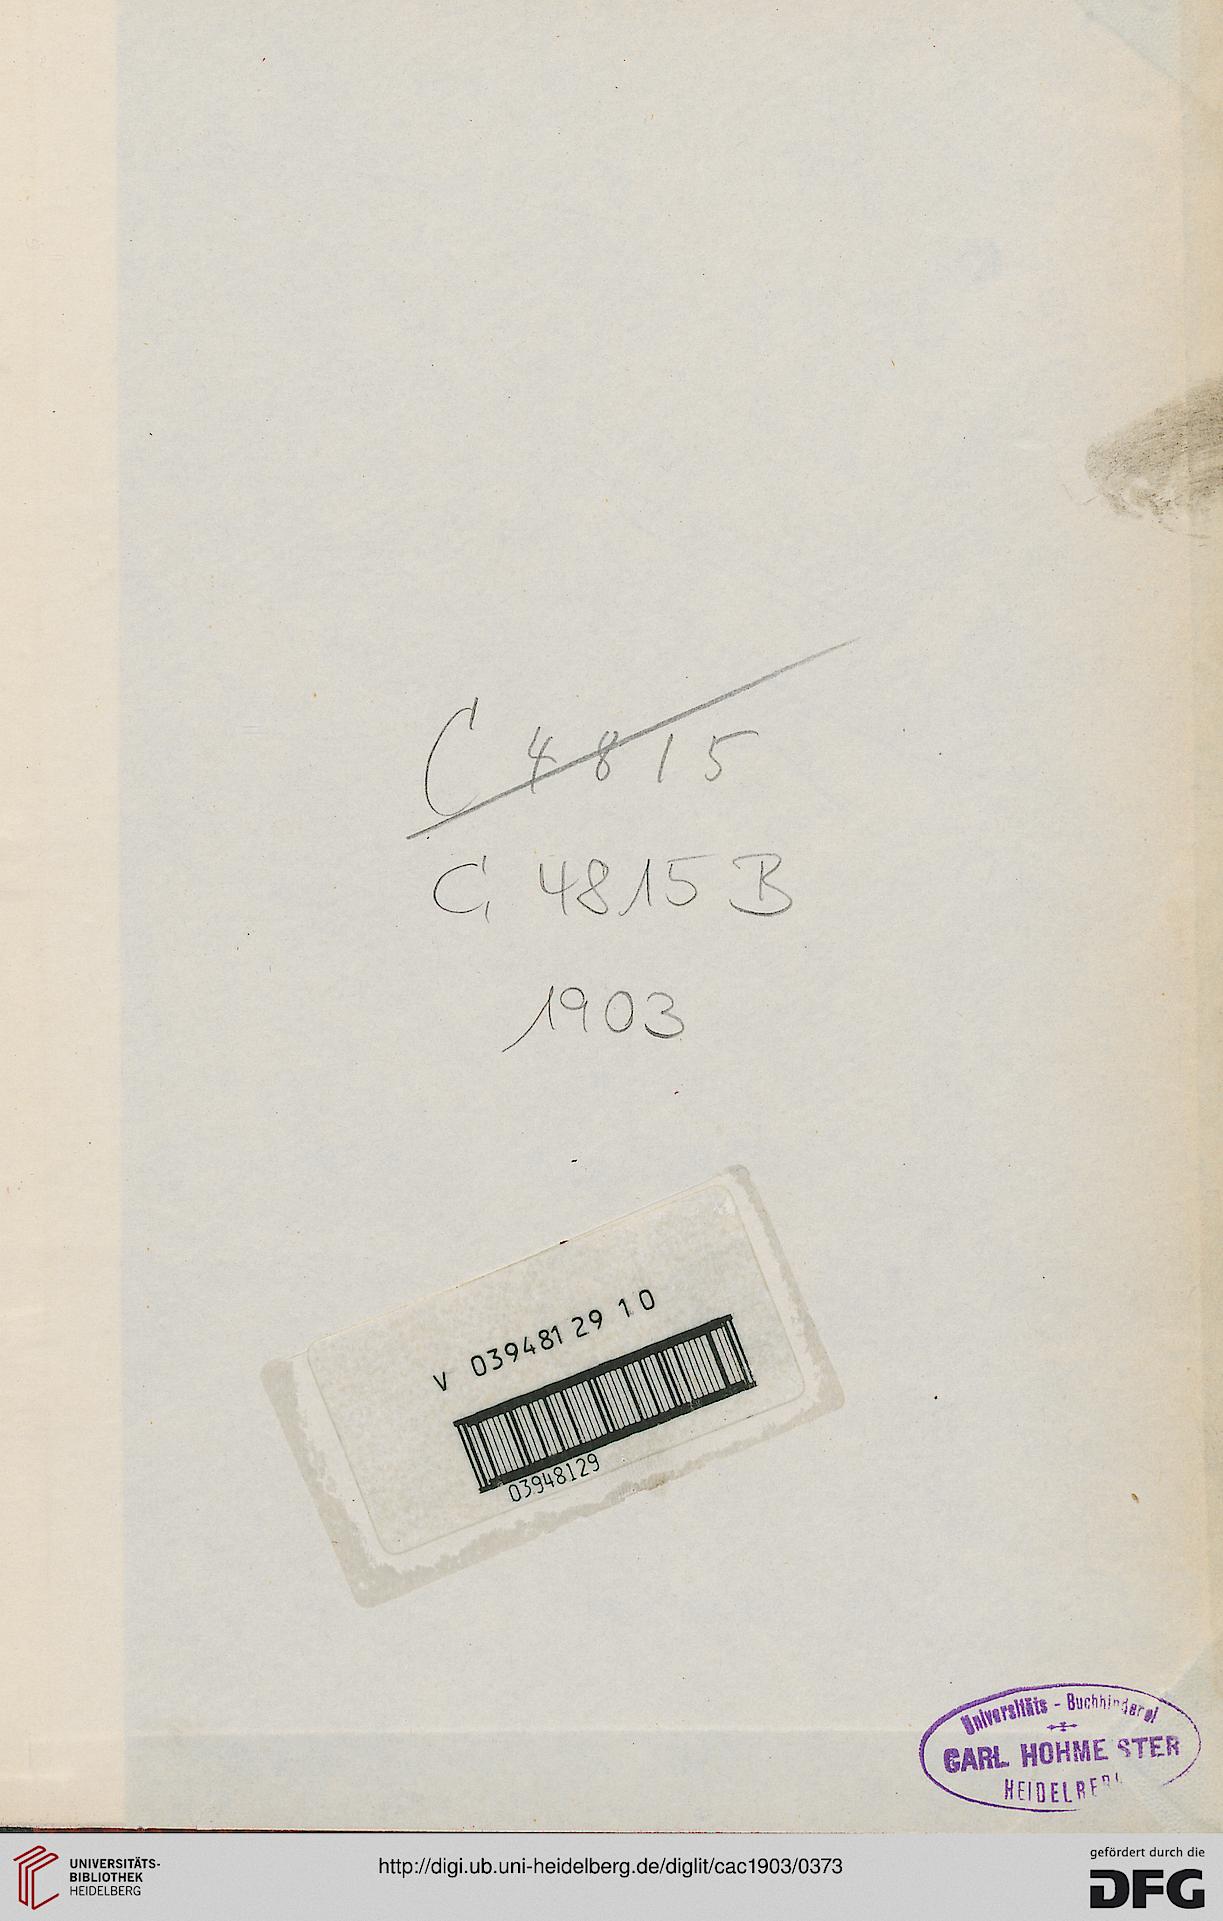 C 4815
C 4815 B
1903
V 03948129 10
03948129
Universitäts - Buchbinderei
CARL HOHMEISTER
HEIDELBERG
UNIVERSITÄTS-
BIBLIOTHEK
HEIDELBERG
http://digi.ub.uni-heidelberg.de/diglit/cac1903/0373
gefördert durch die
DFG